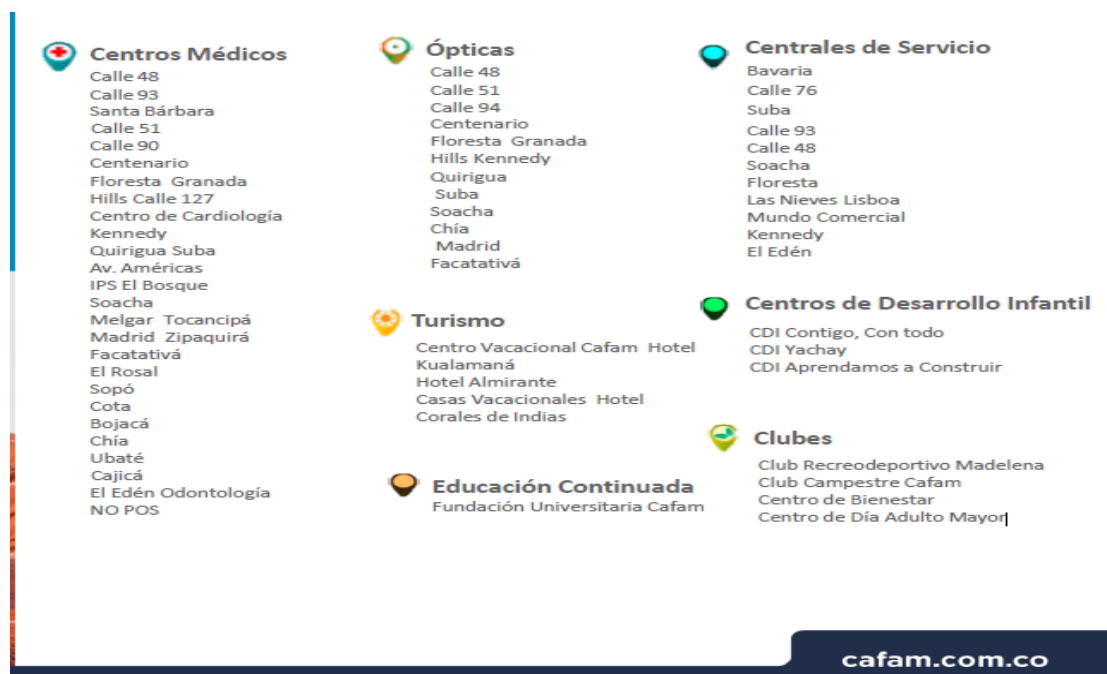 Centros Médicos
Calle 48
Calle 93
Santa Bárbara
Calle 51
Calle 90
Centenario
Floresta Granada
Hills Calle 127
Centro de Cardiología
Kennedy
Quirigua Suba
Av. Américas
IPS El Bosque
Soacha
Melgar Tocancipá
Madrid Zipaquirá
Facatativá
El Rosal
Sopó
Cota
Bojacá
Chía
Ubaté
Cajicá
El Edén Odontología
NO POS
Ópticas
Calle 48
Calle 51
Calle 94
Centenario
Floresta Granada
Hills Kennedy
Quirigua
Suba
Soacha
Chía
Madrid
Facatativá
Turismo
Centro Vacacional Cafam Hotel
Kualamaná
Hotel Almirante
Casas Vacacionales Hotel
Corales de Indias
Educación Continuada
Fundación Universitaria Cafam
Centrales de Servicio
Bavaria
Calle 76
Suba
Calle 93
Calle 48
Soacha
Floresta
Las Nieves Lisboa
Mundo Comercial
Kennedy
El Edén
Centros de Desarrollo Infantil
CDI Contigo, Con todo
CDI Yachay
CDI Aprendamos a Construir
Clubes
Club Recreodeportivo Madelena
Club Campestre Cafam
Centro de Bienestar
Centro de Día Adulto Mayor
cafam.com.co